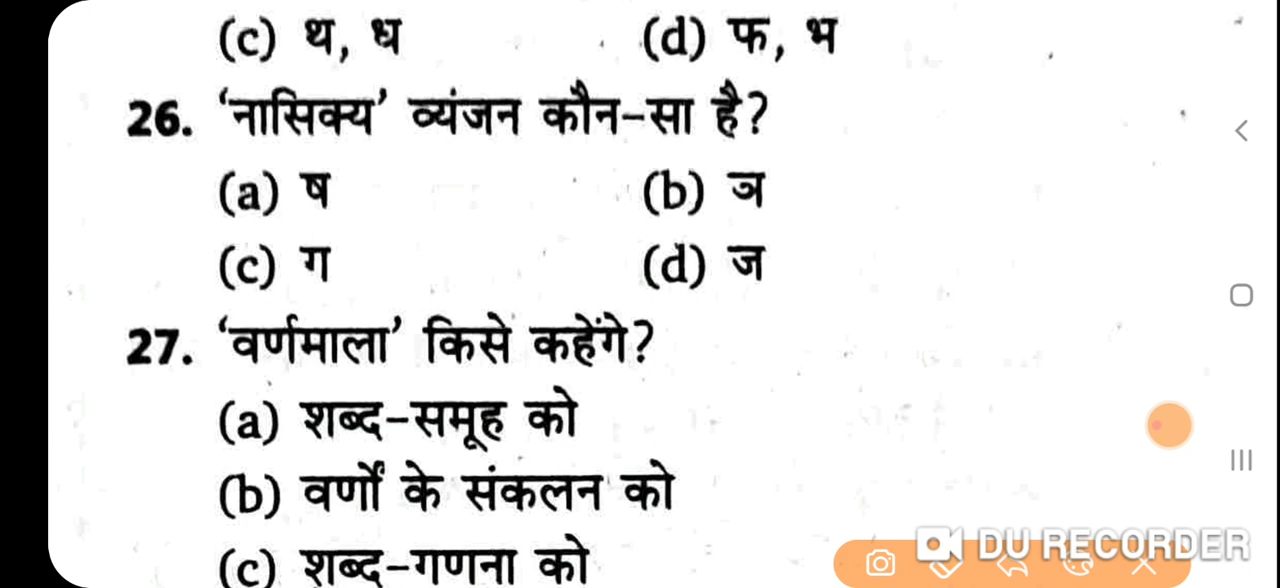 (c) थ, ध (d) फ, भ
26. ‘नासिक्य’ व्यंजन कौन-सा है?
(a) ष (b) ञ
(c) ग (d) ज
27. ‘वर्णमाला’ किसे कहेंगे?
(a) शब्द-समूह को
(b) वर्णों के संकलन को
(c) शब्द-गणना को
DU RECORDER